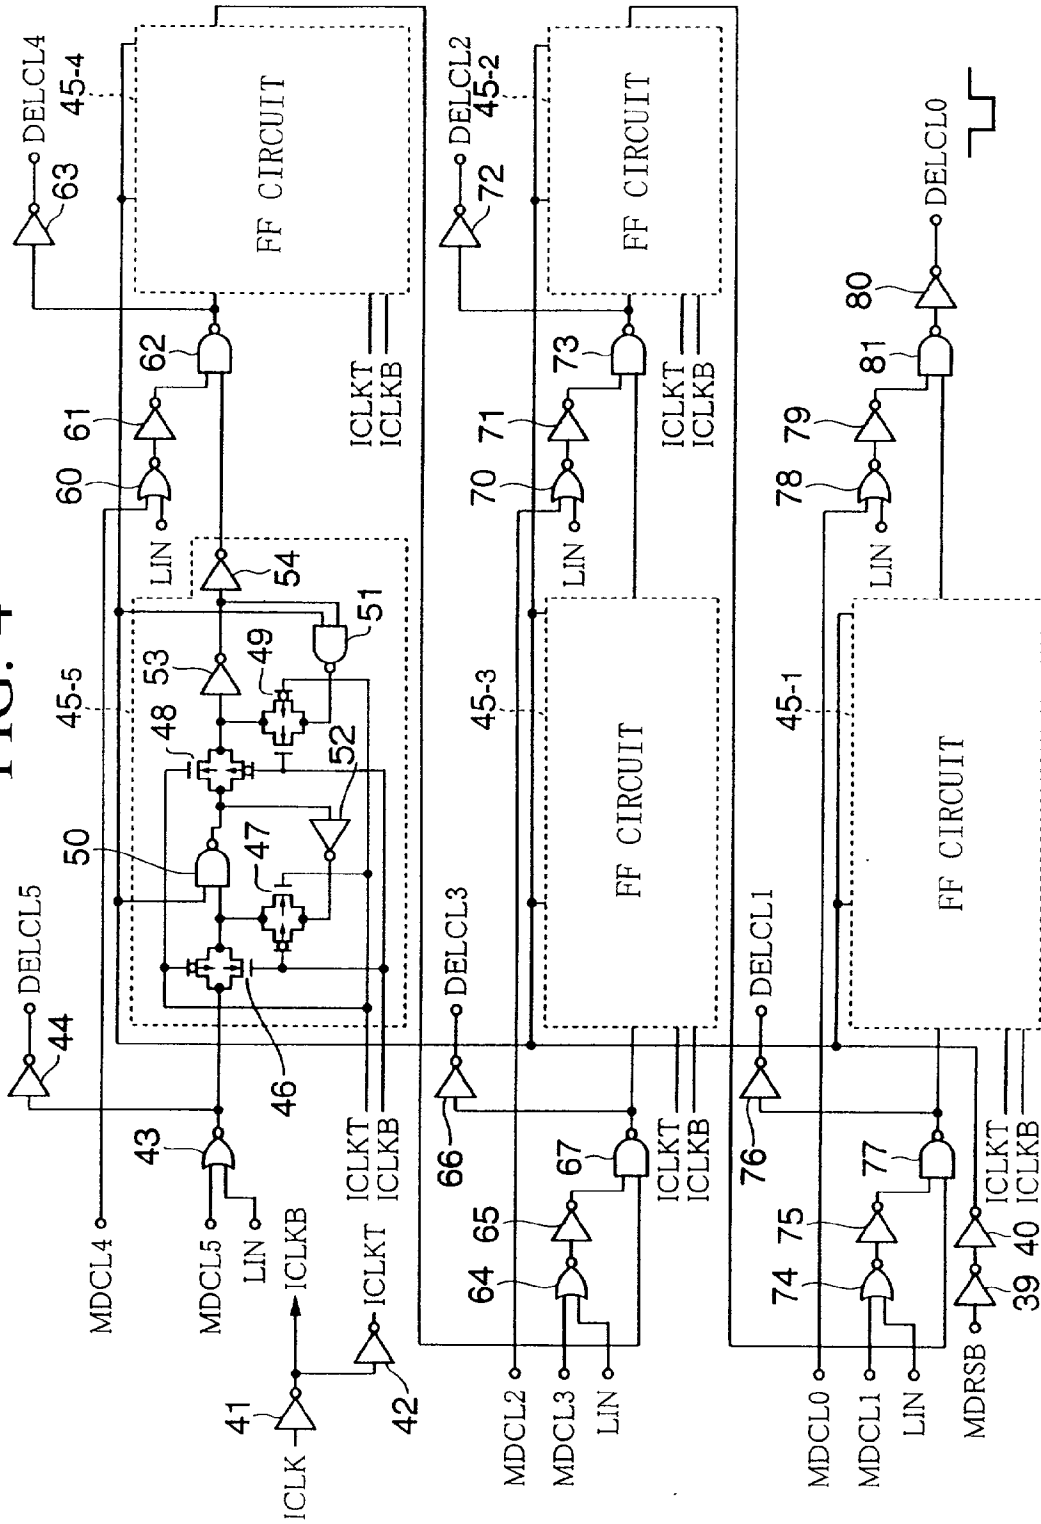 FIG. 4
MDCL4
MDCL5
LIN
43
44
DELCL5
45-5
50
48
53
46
47
49
52
51
54
LIN
60
61
62
63
DELCL4
45-4
FF CIRCUIT
ICLKT
ICLKB
ICLK
41
ICLKB
42
ICLKT
ICLKT
ICLKB
MDCL2
MDCL3
LIN
64
65
66
67
DELCL3
ICLKT
ICLKB
45-3
FF CIRCUIT
LIN
70
71
72
73
DELCL2
45-2
FF CIRCUIT
ICLKT
ICLKB
MDCL0
MDCL1
LIN
MDRSB
39
40
74
75
76
77
DELCL1
ICLKT
ICLKB
45-1
FF CIRCUIT
LIN
78
79
80
81
DELCL0